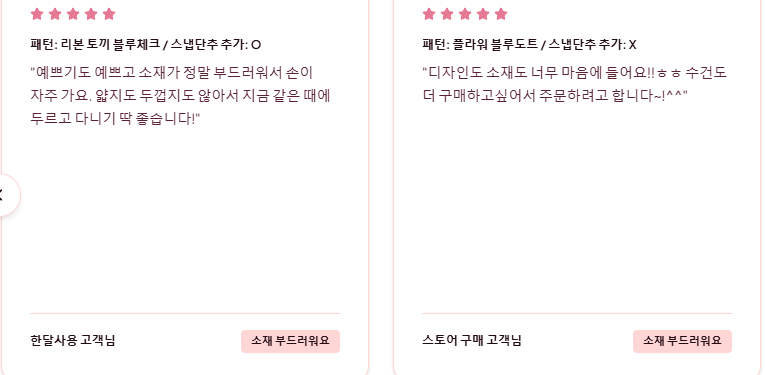 패턴: 리본 토끼 블루체크 / 스냅단추 추가: O
"예쁘기도 예쁘고 소재가 정말 부드러워서 손이
자주 가요. 얇지도 두껍지도 않아서 지금 같은 때에
두르고 다니기 딱 좋습니다!"
한달사용 고객님
소재 부드러워요
패턴: 플라워 블루도트 / 스냅단추 추가: X
"디자인도 소재도 너무 마음에 들어요!!ㅎㅎ 수건도
더 구매하고싶어서 주문하려고 합니다~!^^"
스토어 구매 고객님
소재 부드러워요